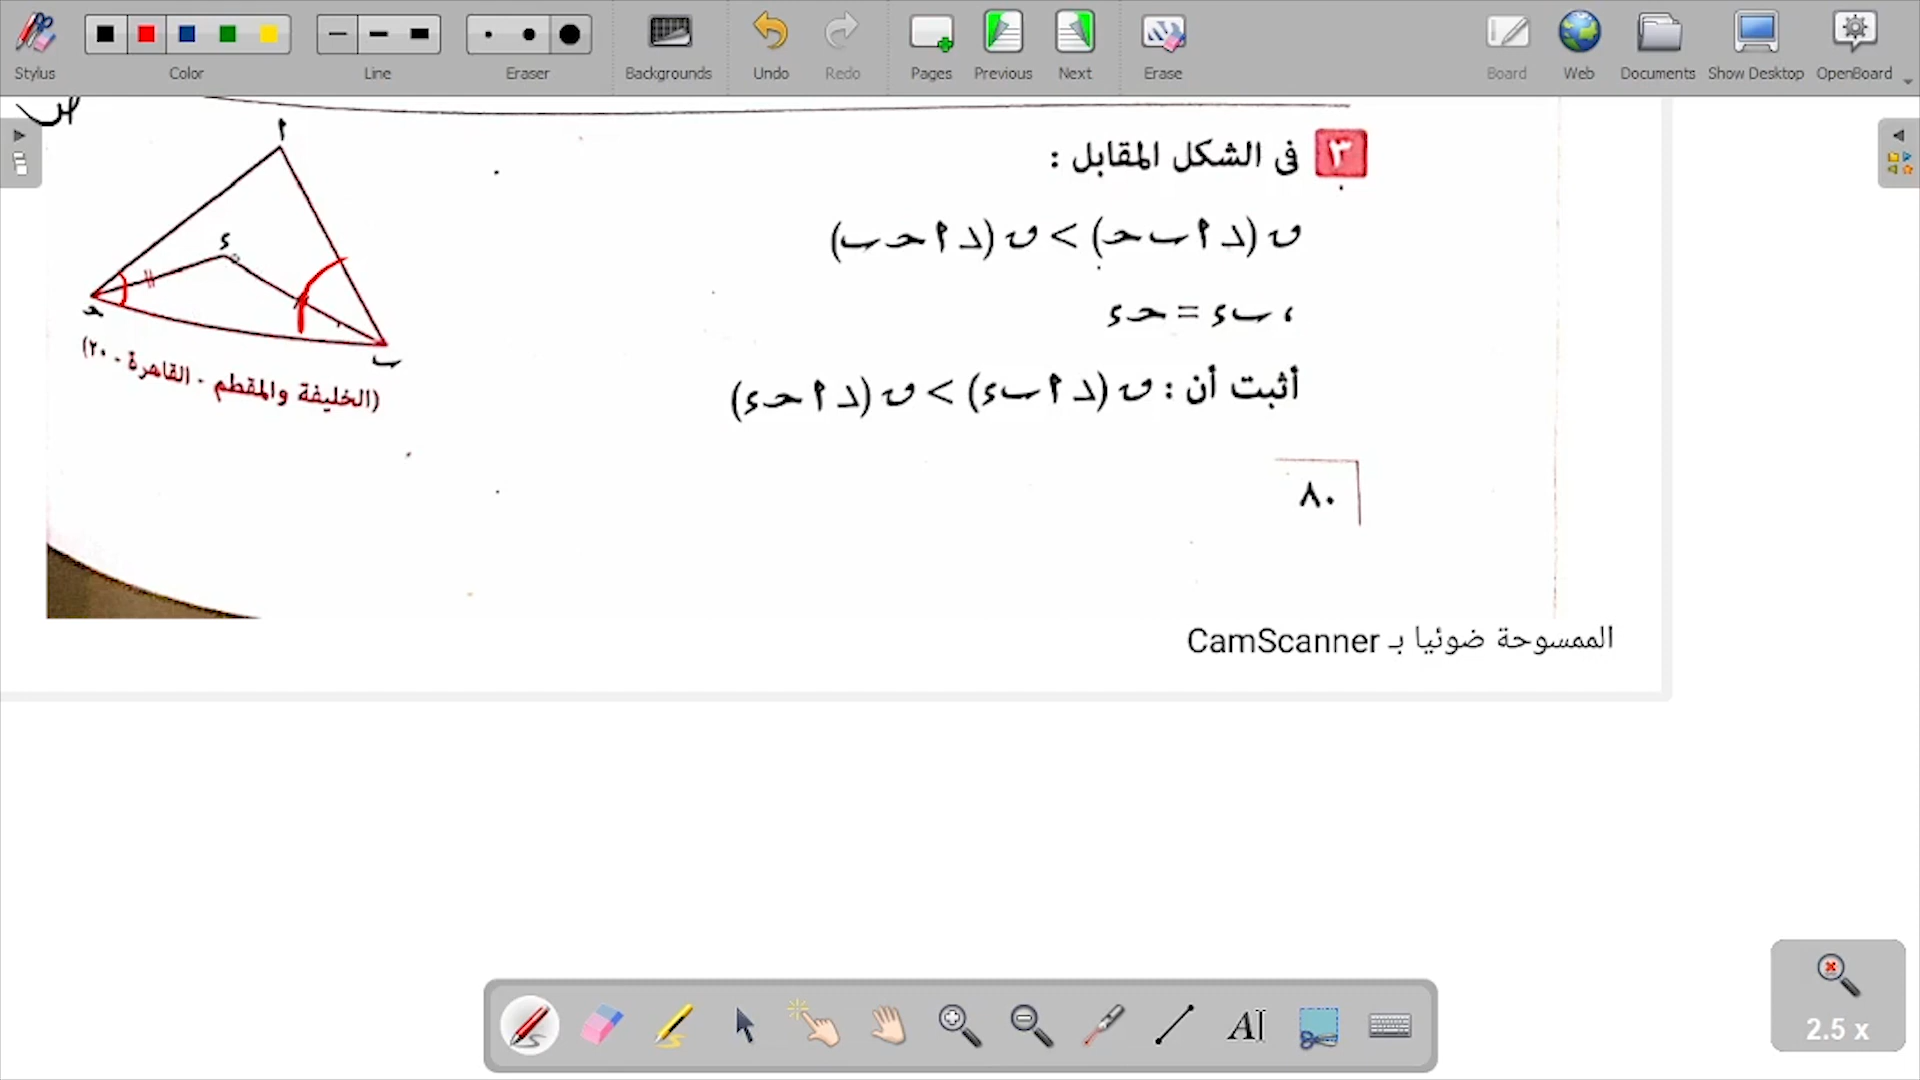 Stylus
Color
Line
Eraser
Backgrounds
Undo
Redo
Pages
Previous
Next
Erase
Board
Web
Documents
Show Desktop
OpenBoard
٣ فى الشكل المقابل :
ق (د ا ب ح) > ق (د ا ح ب)
، ب ء = ح ء
أثبت أن : ق (د ا ب ء) > ق (د ا ح ء)
ا
ء
ح
ب
(الخليفة والمقطم - القاهرة - ٢٠)
٨٠
الممسوحة ضوئيا بـ CamScanner
2.5 x